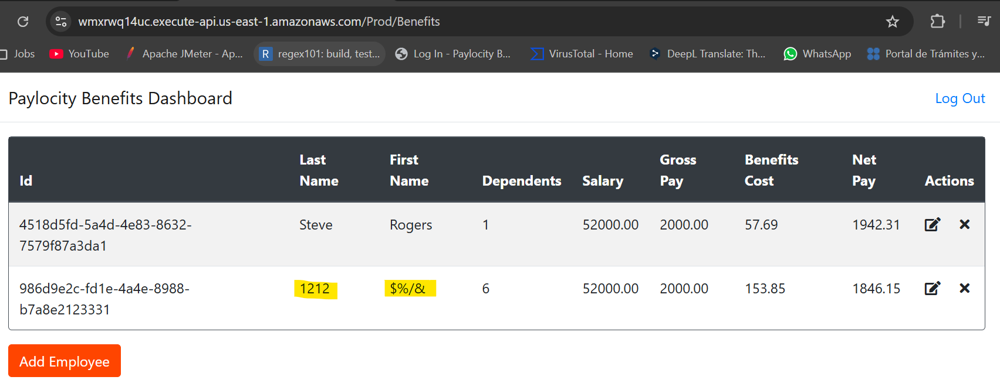 wmxrwq14uc.execute-api.us-east-1.amazonaws.com/Prod/Benefits
Jobs YouTube Apache JMeter - Ap... R regex101: build, test... Log In - Paylocity B... VirusTotal - Home DeepL Translate: Th... WhatsApp Portal de Trámites y...
Paylocity Benefits Dashboard Log Out
Last First Gross Benefits Net
Id Name Name Dependents Salary Pay Cost Pay Actions
4518d5fd-5a4d-4e83-8632- Steve Rogers 1 52000.00 2000.00 57.69 1942.31
7579f87a3da1
986d9e2c-fd1e-4a4e-8988- 1212 $%/& 6 52000.00 2000.00 153.85 1846.15
b7a8e2123331
Add Employee